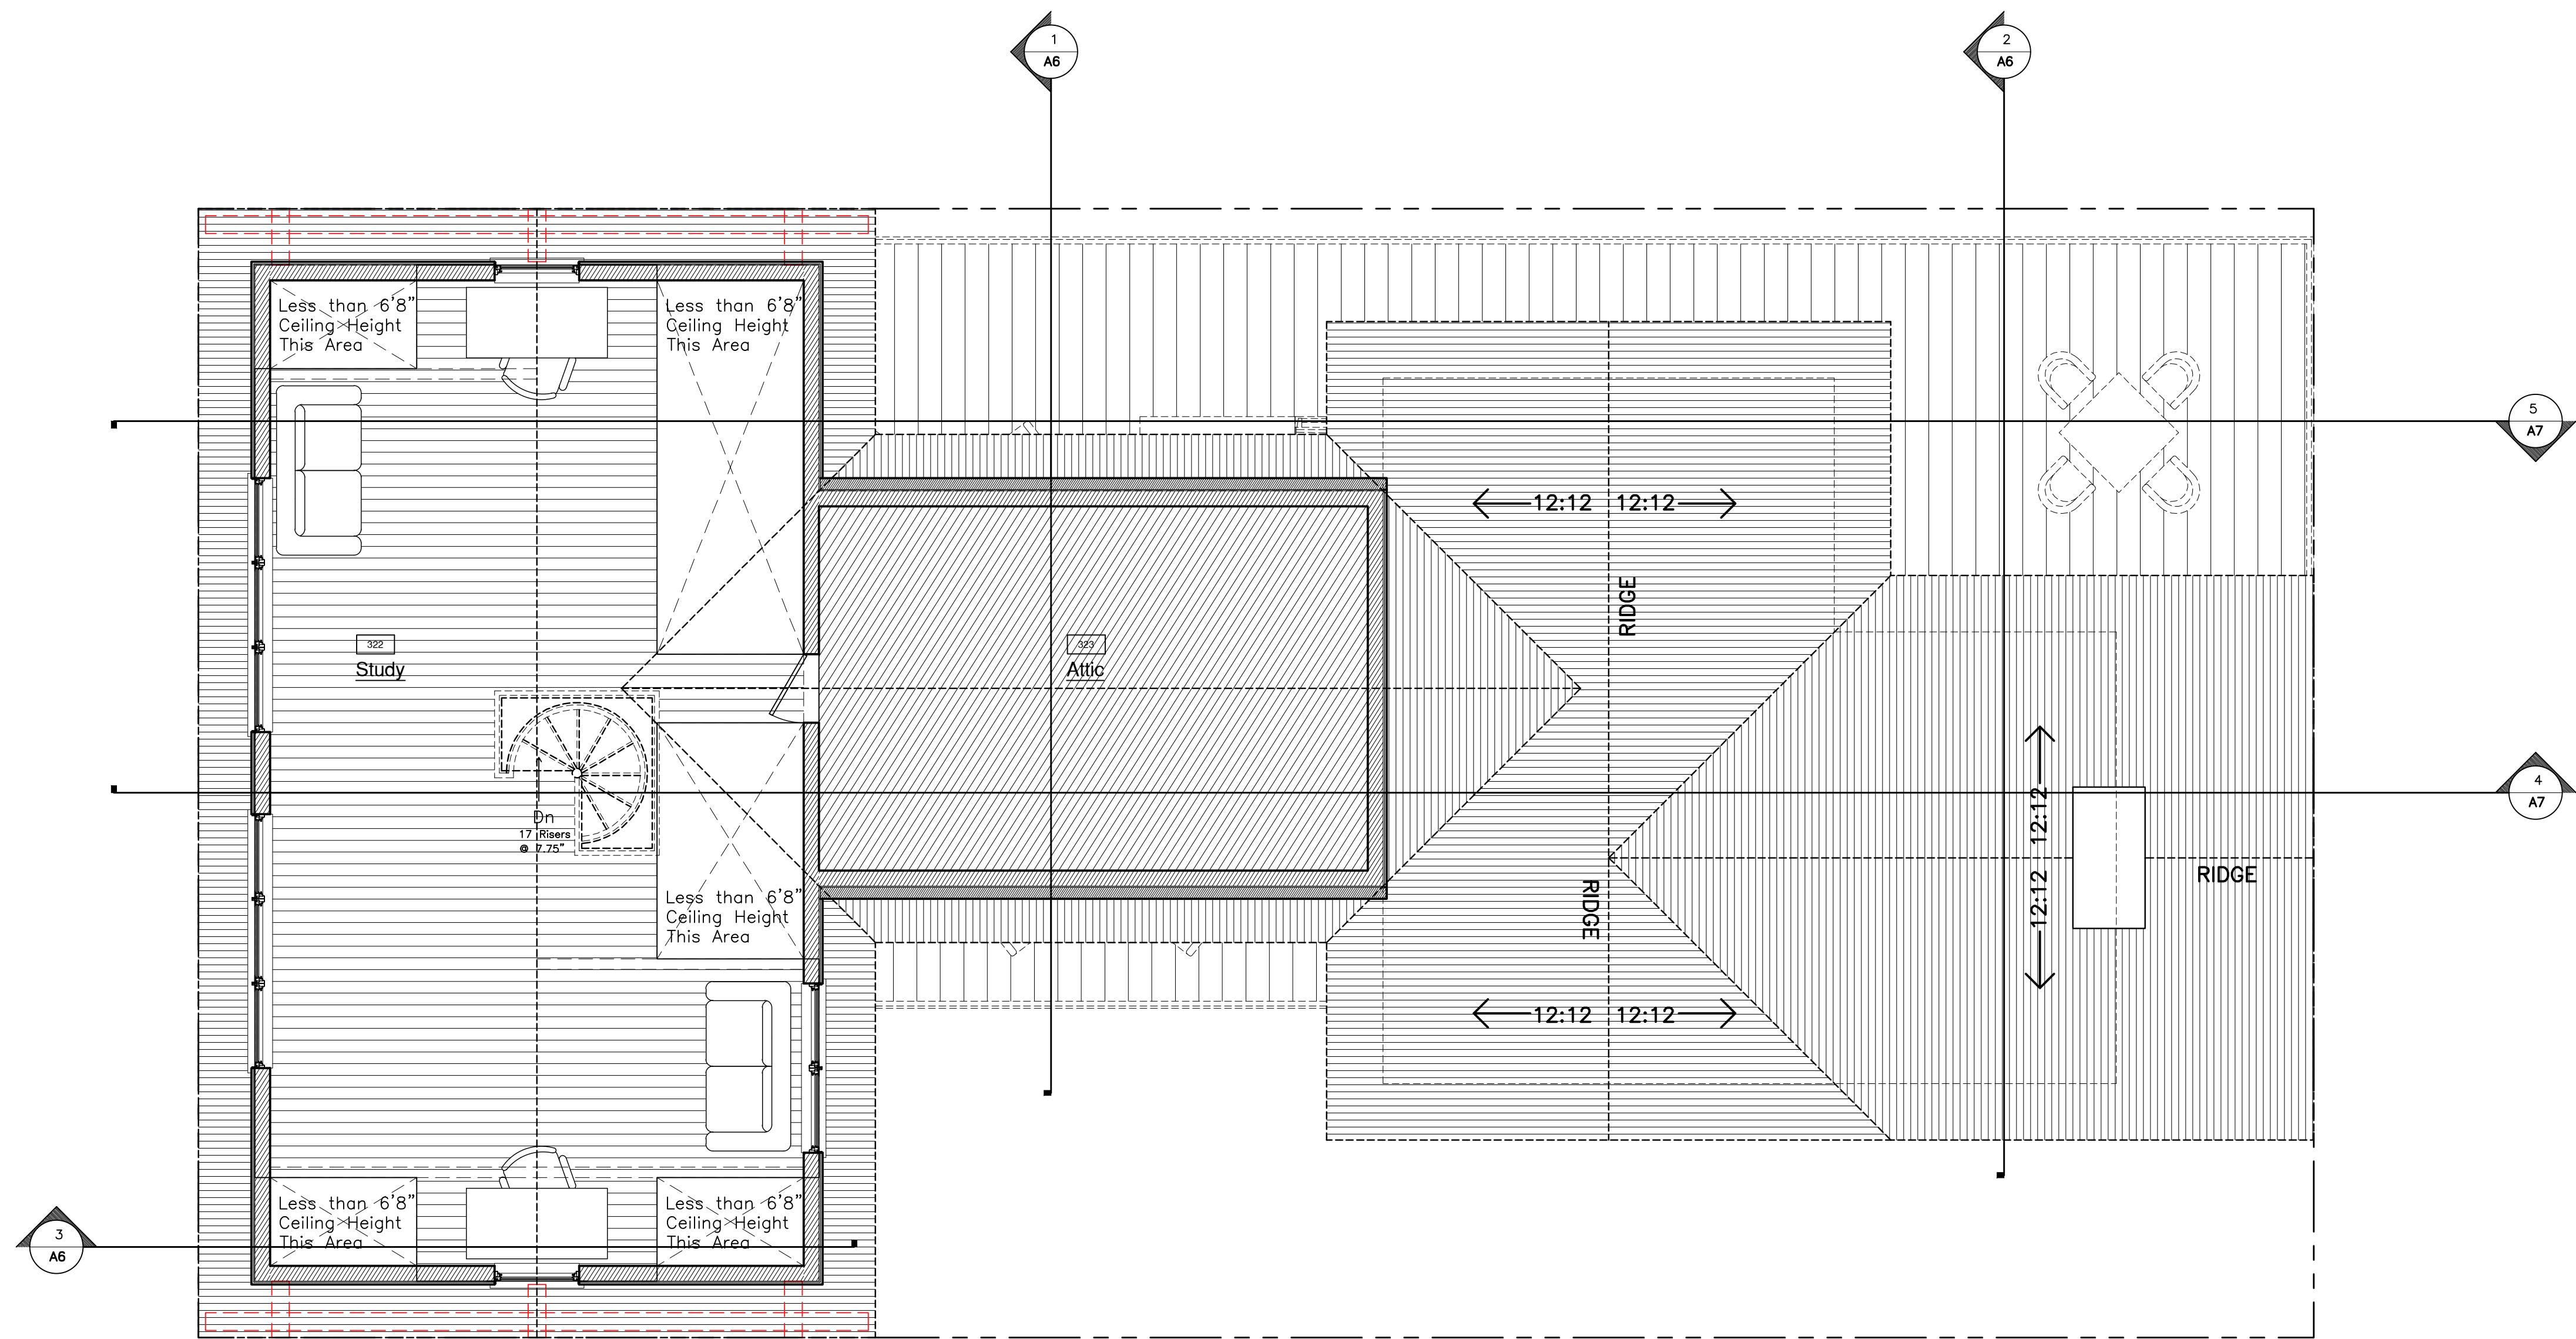 1
A6
2
A6
Less than 6'8"
Ceiling Height
This Area
Less than 6'8"
Ceiling Height
This Area
5
A7
12:12 12:12
RIDGE
322
Study
323
Attic
Dn
17 Risers
@ 7.75"
4
A7
12:12 12:12
RIDGE
RIDGE
Less than 6'8"
Ceiling Height
This Area
12:12 12:12
Less than 6'8"
Ceiling Height
This Area
Less than 6'8"
Ceiling Height
This Area
3
A6